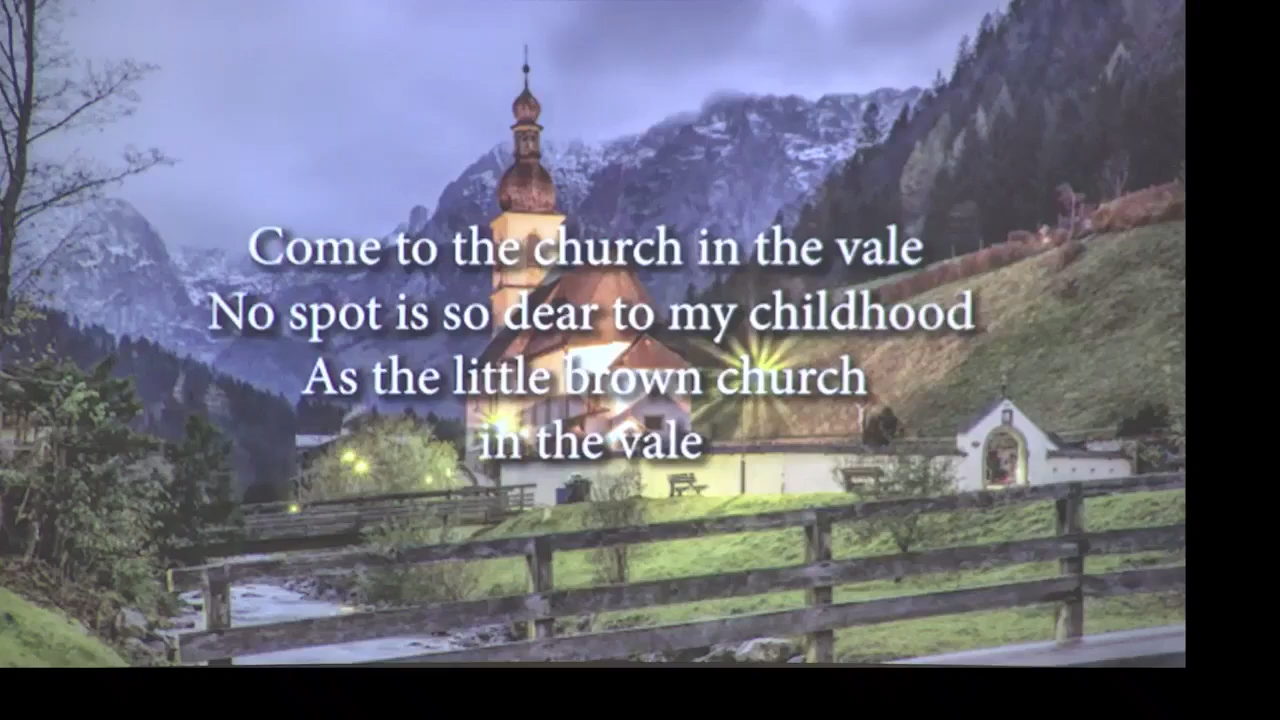 Come to the church in the vale
No spot is so dear to my childhood
As the little brown church
in the vale